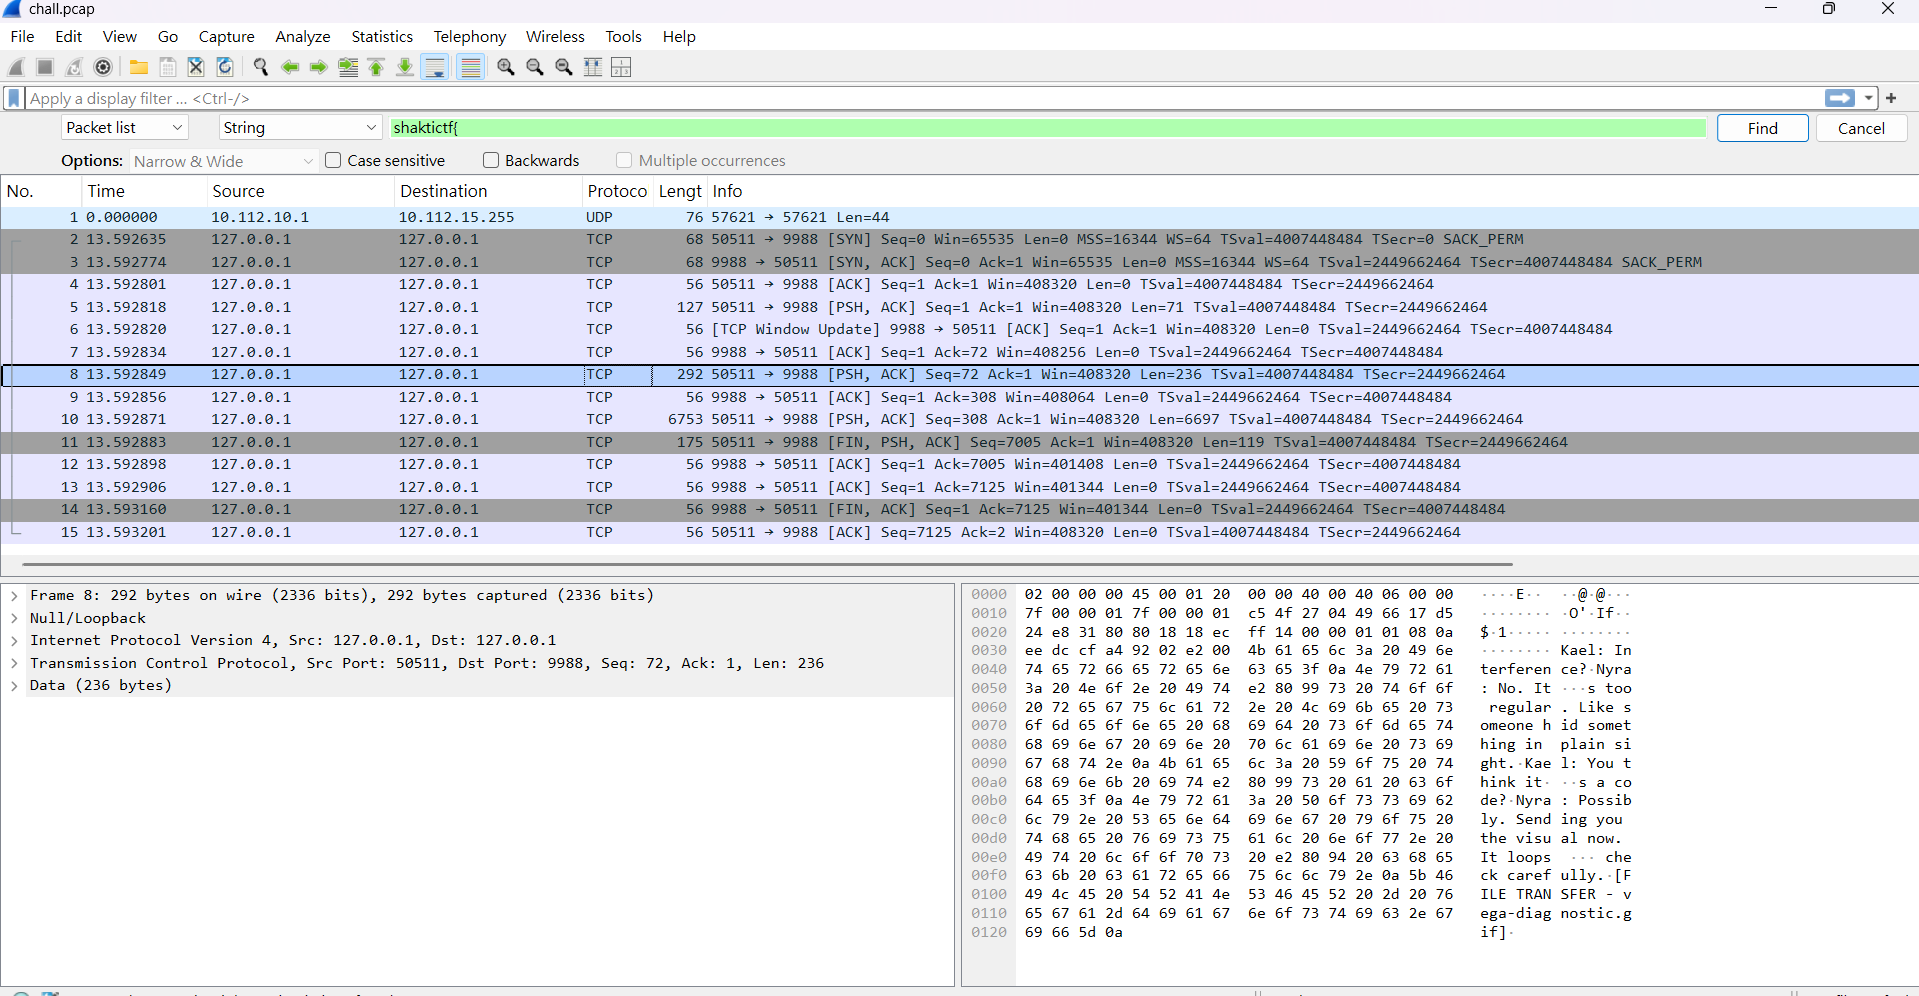 chall.pcap
File Edit View Go Capture Analyze Statistics Telephony Wireless Tools Help
Apply a display filter ... <Ctrl-/>
Packet list String shaktictf{ Find Cancel
Options: Narrow & Wide Case sensitive Backwards Multiple occurrences
No. Time Source Destination Protoco Lengt Info
1 0.000000 10.112.10.1 10.112.15.255 UDP 76 57621 → 57621 Len=44
2 13.592635 127.0.0.1 127.0.0.1 TCP 68 50511 → 9988 [SYN] Seq=0 Win=65535 Len=0 MSS=16344 WS=64 TSval=4007448484 TSecr=0 SACK_PERM
3 13.592774 127.0.0.1 127.0.0.1 TCP 68 9988 → 50511 [SYN, ACK] Seq=0 Ack=1 Win=65535 Len=0 MSS=16344 WS=64 TSval=2449662464 TSecr=4007448484 SACK_PERM
4 13.592801 127.0.0.1 127.0.0.1 TCP 56 50511 → 9988 [ACK] Seq=1 Ack=1 Win=408320 Len=0 TSval=4007448484 TSecr=2449662464
5 13.592818 127.0.0.1 127.0.0.1 TCP 127 50511 → 9988 [PSH, ACK] Seq=1 Ack=1 Win=408320 Len=71 TSval=4007448484 TSecr=2449662464
6 13.592820 127.0.0.1 127.0.0.1 TCP 56 [TCP Window Update] 9988 → 50511 [ACK] Seq=1 Ack=1 Win=408320 Len=0 TSval=2449662464 TSecr=4007448484
7 13.592834 127.0.0.1 127.0.0.1 TCP 56 9988 → 50511 [ACK] Seq=1 Ack=72 Win=408256 Len=0 TSval=2449662464 TSecr=4007448484
8 13.592849 127.0.0.1 127.0.0.1 TCP 292 50511 → 9988 [PSH, ACK] Seq=72 Ack=1 Win=408320 Len=236 TSval=4007448484 TSecr=2449662464
9 13.592856 127.0.0.1 127.0.0.1 TCP 56 9988 → 50511 [ACK] Seq=1 Ack=308 Win=408064 Len=0 TSval=2449662464 TSecr=4007448484
10 13.592871 127.0.0.1 127.0.0.1 TCP 6753 50511 → 9988 [PSH, ACK] Seq=308 Ack=1 Win=408320 Len=6697 TSval=4007448484 TSecr=2449662464
11 13.592883 127.0.0.1 127.0.0.1 TCP 175 50511 → 9988 [FIN, PSH, ACK] Seq=7005 Ack=1 Win=408320 Len=119 TSval=4007448484 TSecr=2449662464
12 13.592898 127.0.0.1 127.0.0.1 TCP 56 9988 → 50511 [ACK] Seq=1 Ack=7005 Win=401408 Len=0 TSval=2449662464 TSecr=4007448484
13 13.592906 127.0.0.1 127.0.0.1 TCP 56 9988 → 50511 [ACK] Seq=1 Ack=7125 Win=401344 Len=0 TSval=2449662464 TSecr=4007448484
14 13.593160 127.0.0.1 127.0.0.1 TCP 56 9988 → 50511 [FIN, ACK] Seq=1 Ack=7125 Win=401344 Len=0 TSval=2449662464 TSecr=4007448484
15 13.593201 127.0.0.1 127.0.0.1 TCP 56 50511 → 9988 [ACK] Seq=7125 Ack=2 Win=408320 Len=0 TSval=4007448484 TSecr=2449662464
Frame 8: 292 bytes on wire (2336 bits), 292 bytes captured (2336 bits)
Null/Loopback
Internet Protocol Version 4, Src: 127.0.0.1, Dst: 127.0.0.1
Transmission Control Protocol, Src Port: 50511, Dst Port: 9988, Seq: 72, Ack: 1, Len: 236
Data (236 bytes)
0000 02 00 00 00 45 00 01 20 00 00 40 00 40 06 00 00 ····E·· ··@·@···
0010 7f 00 00 01 7f 00 00 01 c5 4f 27 04 49 66 17 d5 ········ ·O'·If··
0020 24 e8 31 80 80 18 18 ec ff 14 00 00 01 01 08 0a $·1····· ········
0030 ee dc cf a4 92 02 e2 00 4b 61 65 6c 3a 20 49 6e ········ Kael: In
0040 74 65 72 66 65 72 65 6e 63 65 3f 0a 4e 79 72 61 terferen ce?·Nyra
0050 3a 20 4e 6f 2e 20 49 74 e2 80 99 73 20 74 6f 6f : No. It ···s too
0060 20 72 65 67 75 6c 61 72 2e 20 4c 69 6b 65 20 73 regular . Like s
0070 6f 6d 65 6f 6e 65 20 68 69 64 20 73 6f 6d 65 74 omeone h id somet
0080 68 69 6e 67 20 69 6e 20 70 6c 61 69 6e 20 73 69 hing in plain si
0090 67 68 74 2e 0a 4b 61 65 6c 3a 20 59 6f 75 20 74 ght.·Kae l: You t
00a0 68 69 6e 6b 20 69 74 e2 80 99 73 20 61 20 63 6f hink it· ··s a co
00b0 64 65 3f 0a 4e 79 72 61 3a 20 50 6f 73 73 69 62 de?·Nyra : Possib
00c0 6c 79 2e 20 53 65 6e 64 69 6e 67 20 79 6f 75 20 ly. Send ing you
00d0 74 68 65 20 76 69 73 75 61 6c 20 6e 6f 77 2e 20 the visu al now.
00e0 49 74 20 6c 6f 6f 70 73 20 e2 80 94 20 63 68 65 It loops ··· che
00f0 63 6b 20 63 61 72 65 66 75 6c 6c 79 2e 0a 5b 46 ck caref ully.·[F
0100 49 4c 45 20 54 52 41 4e 53 46 45 52 20 2d 20 76 ILE TRAN SFER - v
0110 65 67 61 2d 64 69 61 67 6e 6f 73 74 69 63 2e 67 ega-diag nostic.g
0120 69 66 5d 0a if]·